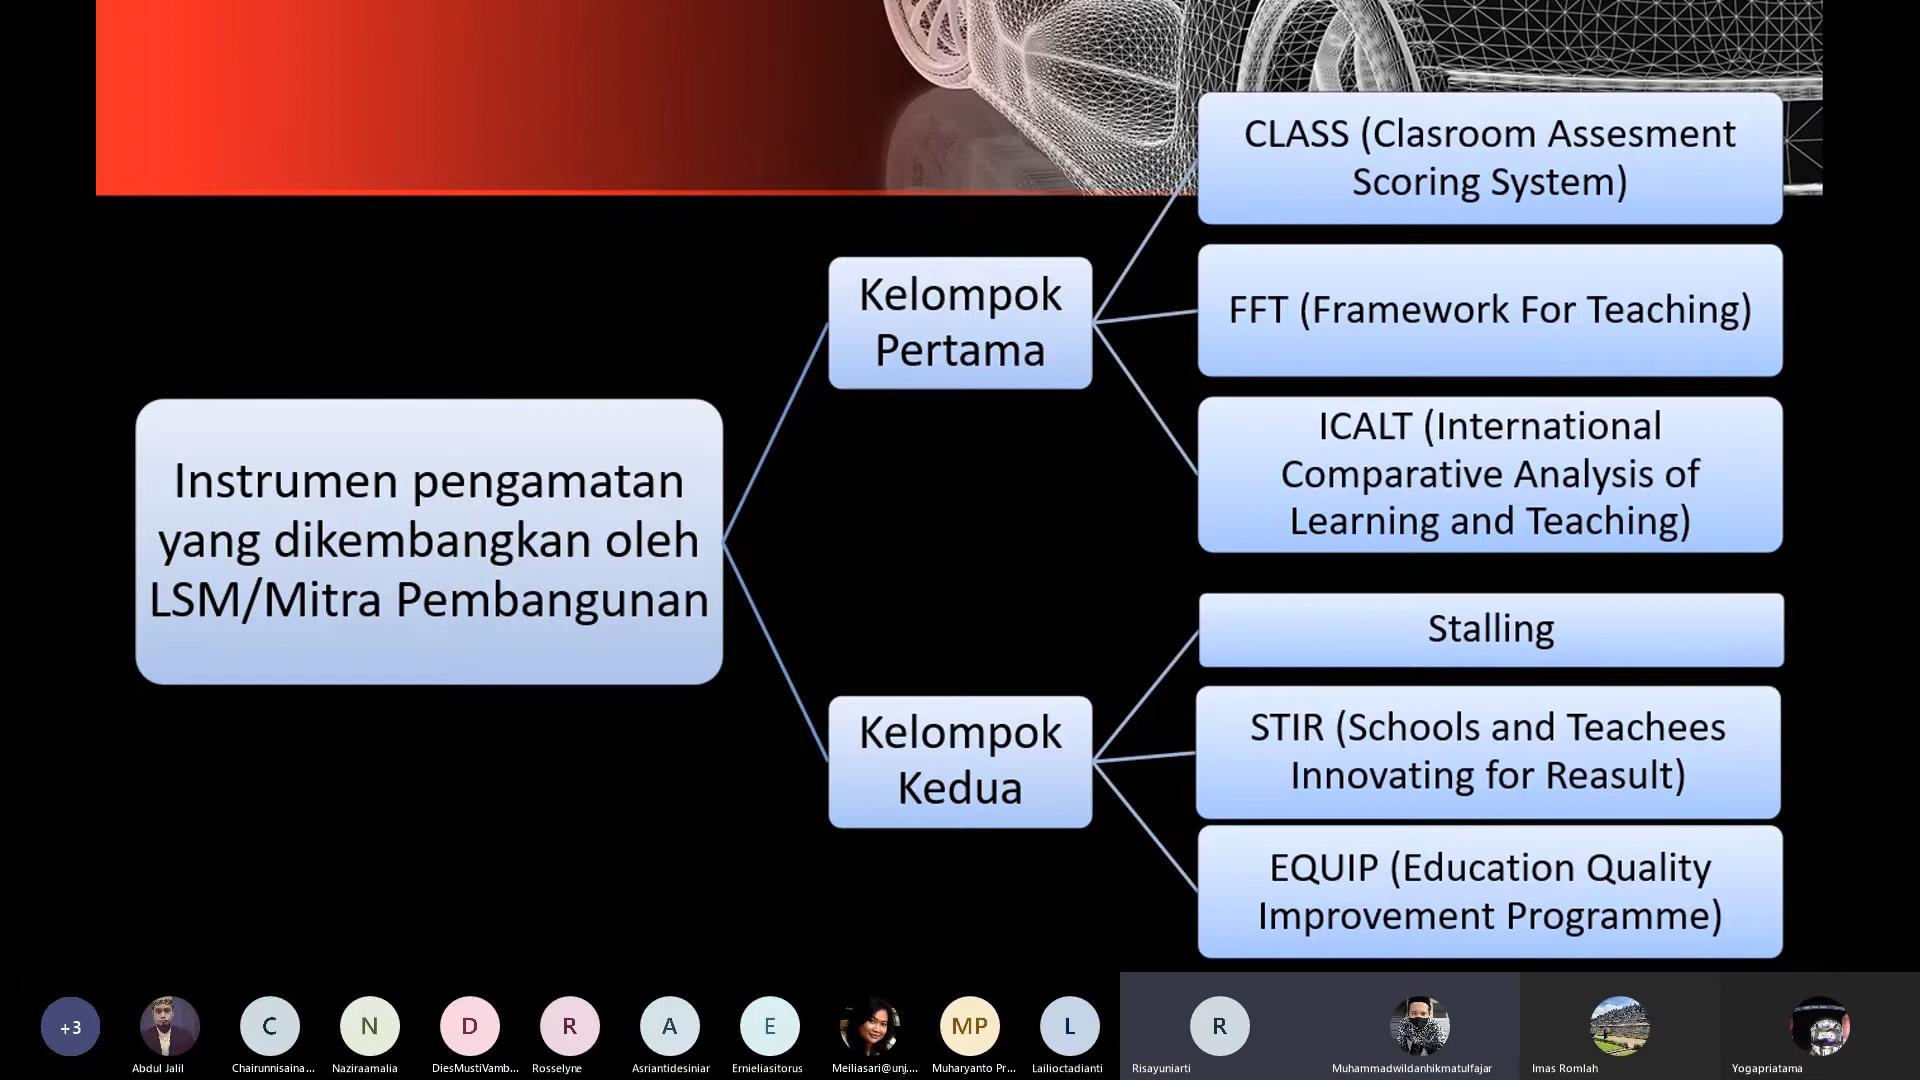 CLASS (Clasroom Assesment
Scoring System)
Kelompok
Pertama
FFT (Framework For Teaching)
ICALT (International
Comparative Analysis of
Learning and Teaching)
Instrumen pengamatan
yang dikembangkan oleh
LSM/Mitra Pembangunan
Stalling
Kelompok
Kedua
STIR (Schools and Teachees
Innovating for Reasult)
EQUIP (Education Quality
Improvement Programme)
+3
C
N
D
R
A
E
MP
L
R
Abdul Jalil
Chairunnisaina...
Naziraamalia
DiesMustiVamb...
Rosselyne
Asriantidesiniar
Ernieliasitorus
Meiliasari@unj....
Muharyanto Pr...
Lailioctadianti
Risayuniarti
Muhammadwildanhikmatulfajar
Imas Romlah
Yogapriatama